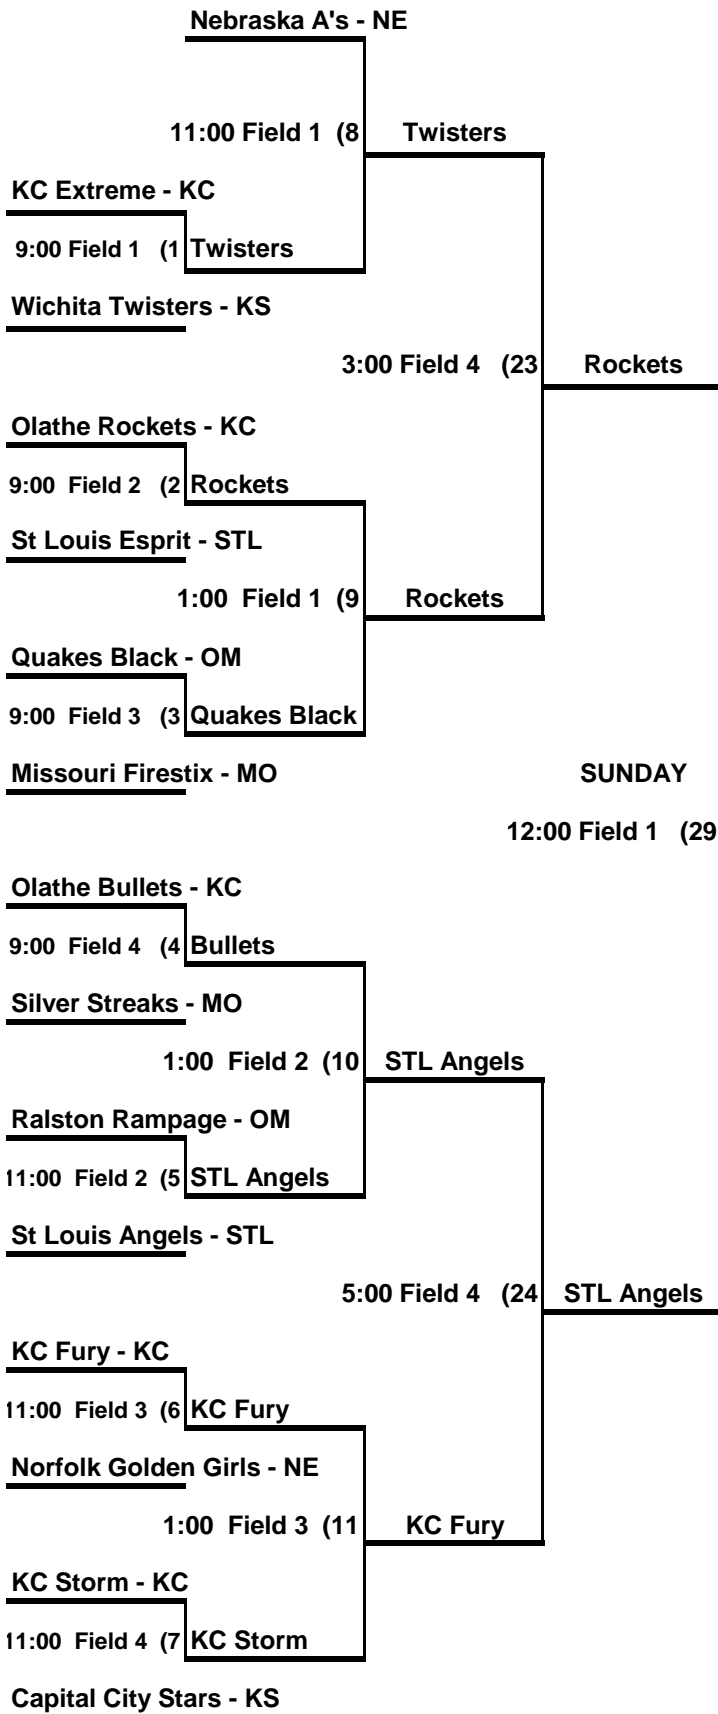 Nebraska A's - NE
11:00 Field 1 (8 Twisters
KC Extreme - KC
9:00 Field 1 (1 Twisters
Wichita Twisters - KS
3:00 Field 4 (23 Rockets
Olathe Rockets - KC
9:00 Field 2 (2 Rockets
St Louis Esprit - STL
1:00 Field 1 (9 Rockets
Quakes Black - OM
9:00 Field 3 (3 Quakes Black
Missouri Firestix - MO SUNDAY
12:00 Field 1 (29
Olathe Bullets - KC
9:00 Field 4 (4 Bullets
Silver Streaks - MO
1:00 Field 2 (10 STL Angels
Ralston Rampage - OM
11:00 Field 2 (5 STL Angels
St Louis Angels - STL
5:00 Field 4 (24 STL Angels
KC Fury - KC
11:00 Field 3 (6 KC Fury
Norfolk Golden Girls - NE
1:00 Field 3 (11 KC Fury
KC Storm - KC
11:00 Field 4 (7 KC Storm
Capital City Stars - KS